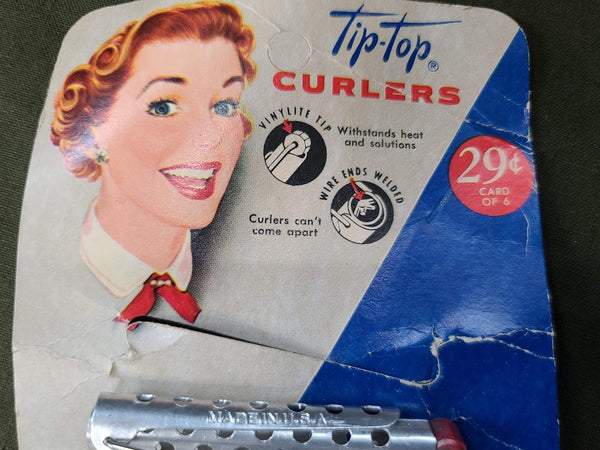 Tip-Top®
CURLERS
VINYLITE TIP
Withstands heat
and solutions
29¢
CARD
OF 6
WIRE ENDS WELDED
Curlers can't
come apart
MADE IN U.S.A.